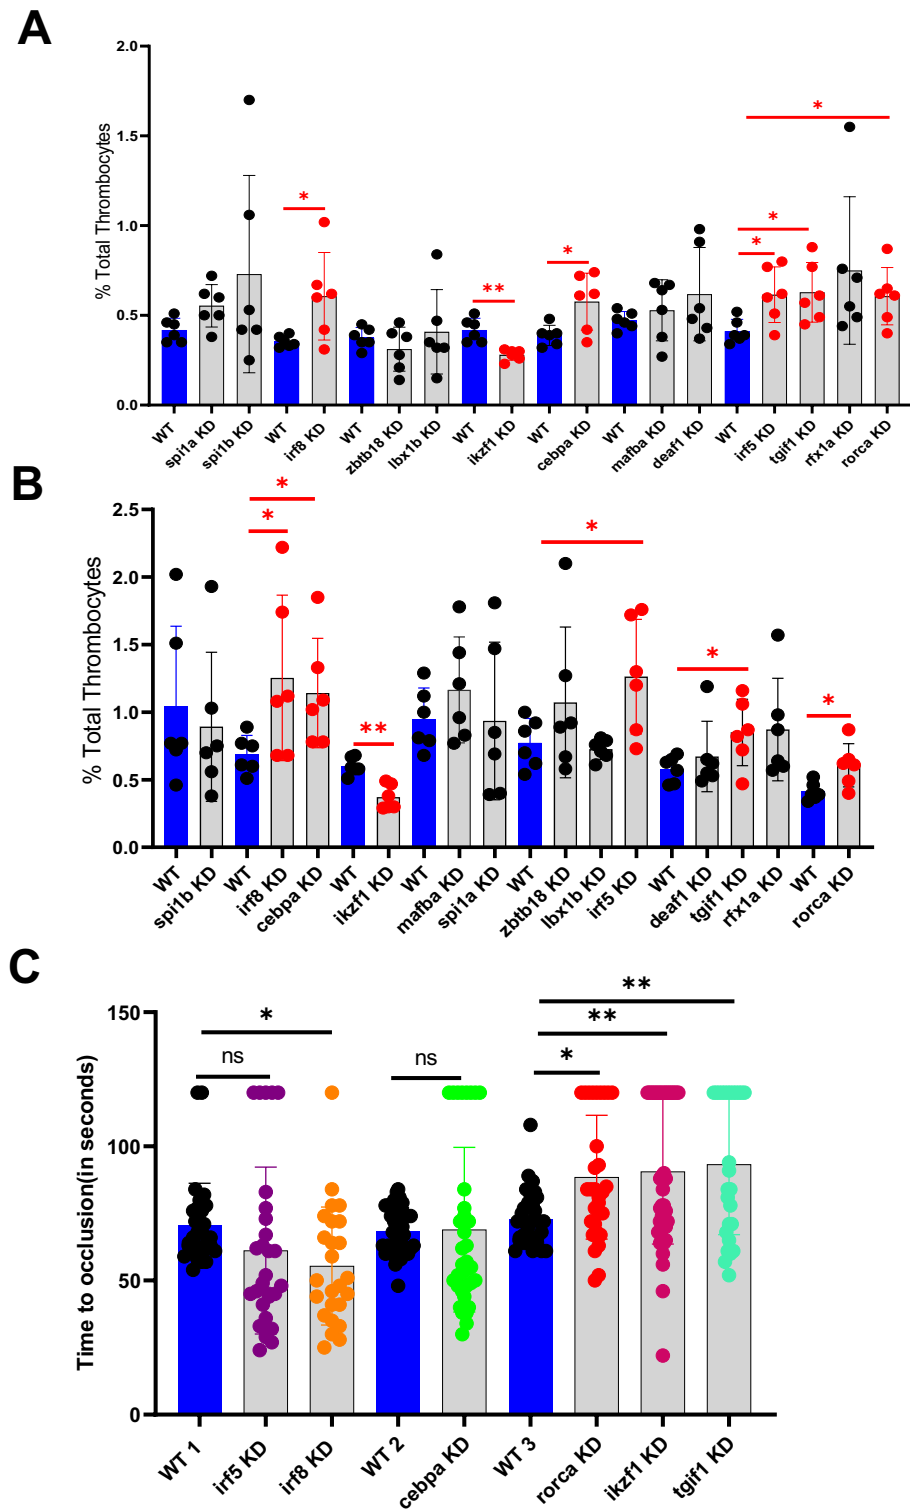 A
% Total Thrombocytes
2.0
1.5
1.0
0.5
0.0
*
*
**
*
*
*
WT
spi1a KD
spi1b KD
WT
irf8 KD
WT
zbtb18 KD
lbx1b KD
WT
ikzf1 KD
WT
cebpa KD
WT
mafba KD
deaf1 KD
WT
irf5 KD
tgif1 KD
rfx1a KD
rorca KD
B
% Total Thrombocytes
2.5
2.0
1.5
1.0
0.5
0.0
*
*
**
*
*
*
WT
spi1b KD
WT
irf8 KD
cebpa KD
WT
ikzf1 KD
WT
mafba KD
spi1a KD
WT
zbtb18 KD
lbx1b KD
irf5 KD
WT
deaf1 KD
tgif1 KD
rfx1a KD
WT
rorca KD
C
Time to occlusion(in seconds)
150
100
50
0
*
ns
ns
**
**
*
WT 1
irf5 KD
irf8 KD
WT 2
cebpa KD
WT 3
rorca KD
ikzf1 KD
tgif1 KD